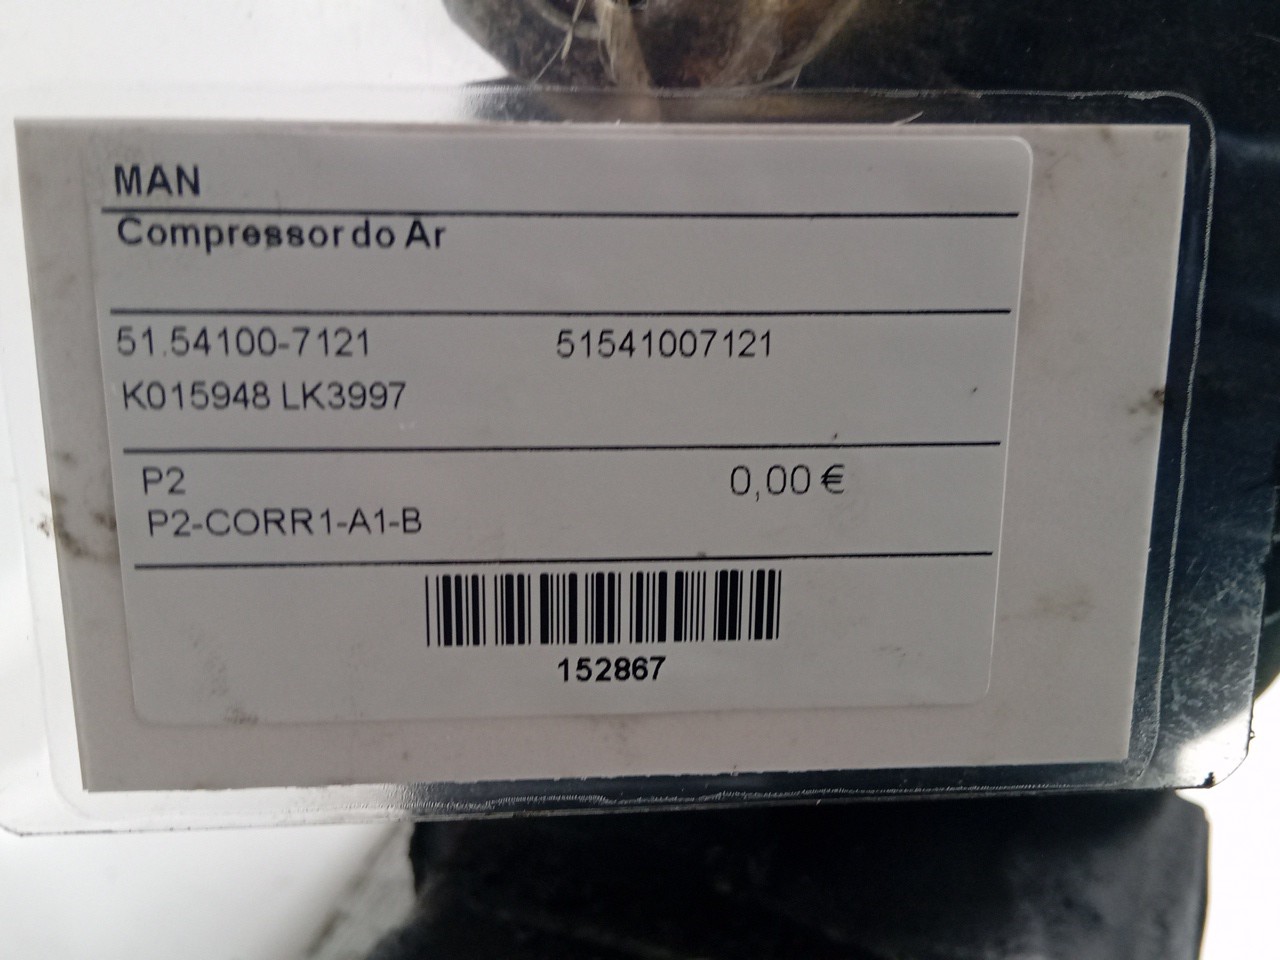 MAN
Compressor do Ar
51.54100-7121 51541007121
K015948 LK3997
P2 0,00 €
P2-CORR1-A1-B
152867